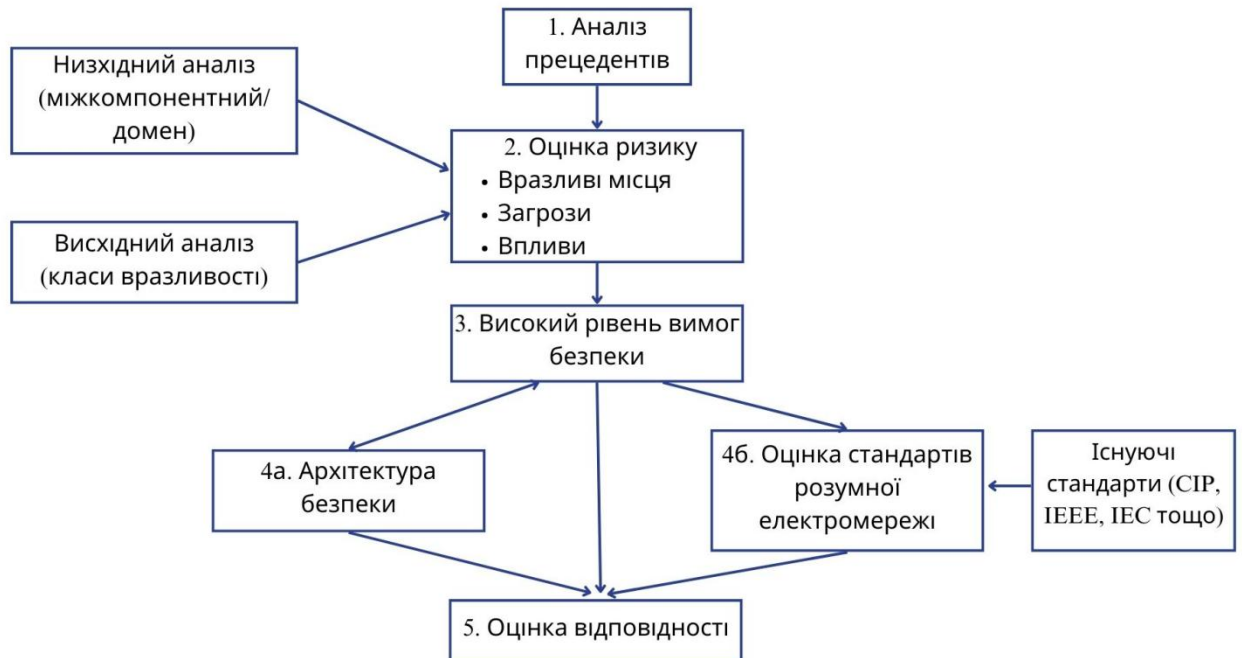 1. Аналіз
прецедентів
Низхідний аналіз
(міжкомпонентний/
домен)
2. Оцінка ризику
• Вразливі місця
• Загрози
• Впливи
Висхідний аналіз
(класи вразливості)
3. Високий рівень вимог
безпеки
4а. Архітектура
безпеки
4б. Оцінка стандартів
розумної
електромережі
Існуючі
стандарти (CIP,
IEEE, IEC тощо)
5. Оцінка відповідності